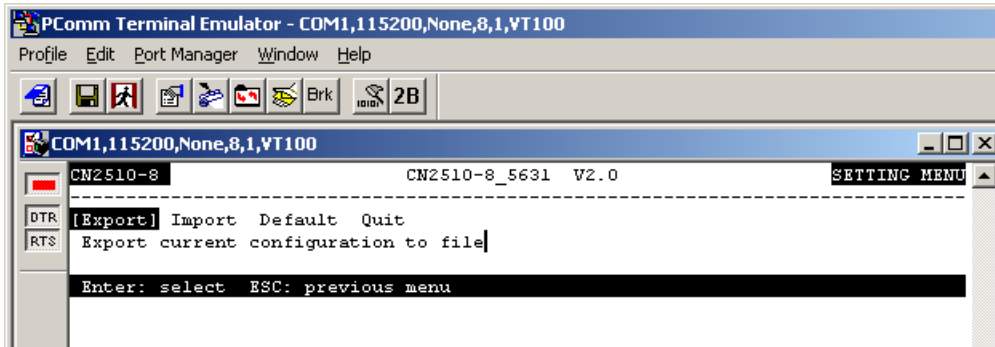 PComm Terminal Emulator - COM1,115200,None,8,1,VT100
Profile Edit Port Manager Window Help
Brk 2B
COM1,115200,None,8,1,VT100
CN2510-8 CN2510-8_5631 V2.0 SETTING MENU
--------------------------------------------------------------------------------
DTR [Export] Import Default Quit
RTS Export current configuration to file
Enter: select ESC: previous menu